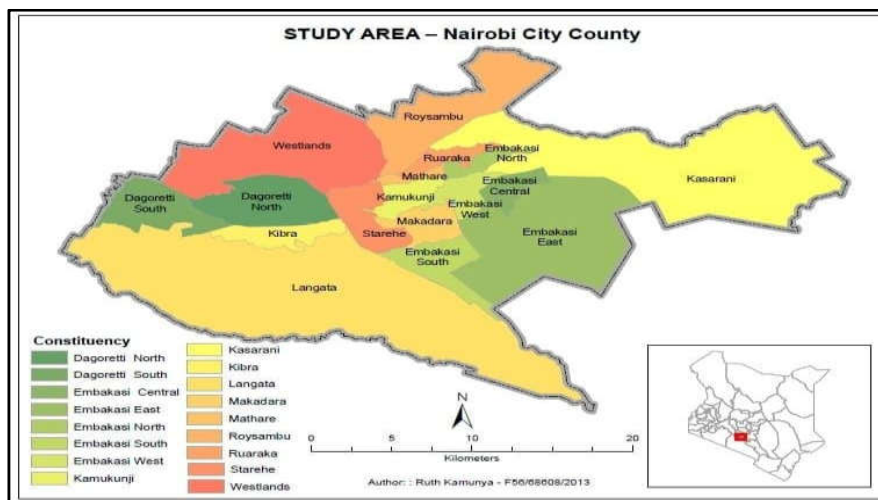 STUDY AREA – Nairobi City County
Roysambu
Westlands
Ruaraka
Embakasi
North
Kasarani
Mathare
Embakasi
Central
Dagoretti
South
Dagoretti
North
Kamukunji
Embakasi
West
Makadara
Kibra
Starehe
Embakasi
East
Embakasi
South
Langata
Constituency
Dagoretti North
Dagoretti South
Embakasi Central
Embakasi East
Embakasi North
Embakasi South
Embakasi West
Kamukunji
Kasarani
Kibra
Langata
Makadara
Mathare
Roysambu
Ruaraka
Starehe
Westlands
N
0 5 10 20
Kilometers
Author: : Ruth Kamunya - F56/68608/2013